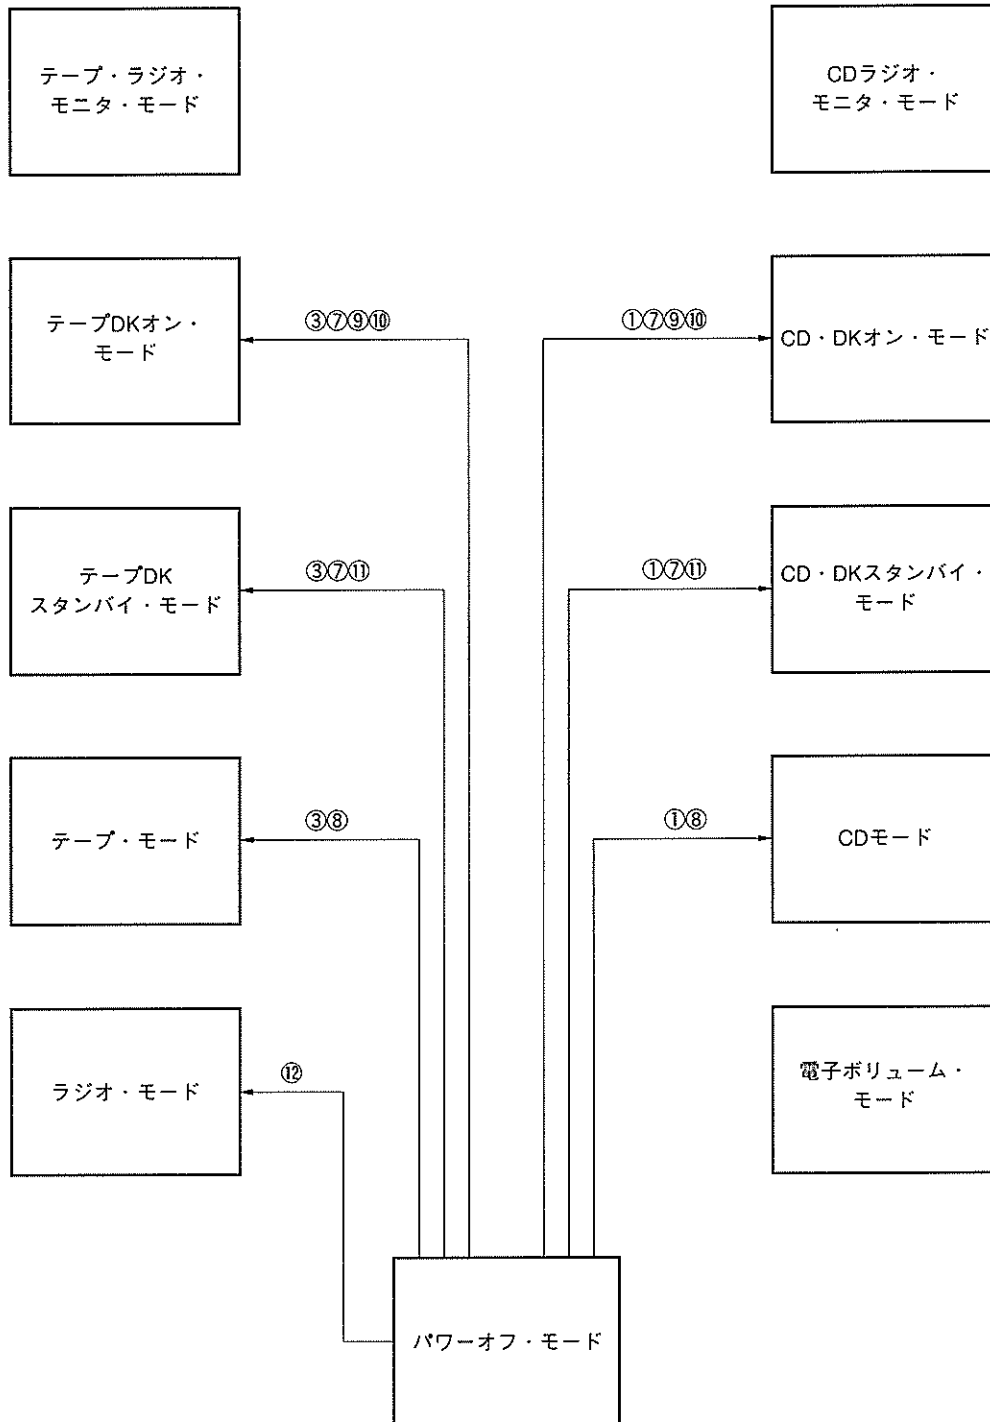 テープ・ラジオ・
モニタ・モード
CDラジオ・
モニタ・モード
テープDKオン・
モード
③⑦⑨⑩
①⑦⑨⑩
CD・DKオン・モード
テープDK
スタンバイ・モード
③⑦⑪
①⑦⑪
CD・DKスタンバイ・
モード
テープ・モード
③⑧
①⑧
CDモード
ラジオ・モード
⑫
電子ボリューム・
モード
パワーオフ・モード